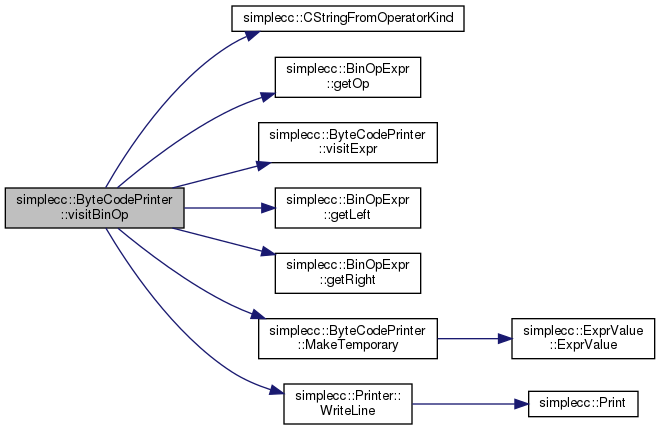 simplecc::CStringFromOperatorKind
simplecc::BinOpExpr
::getOp
simplecc::ByteCodePrinter
::visitExpr
simplecc::ByteCodePrinter
::visitBinOp
simplecc::BinOpExpr
::getLeft
simplecc::BinOpExpr
::getRight
simplecc::ByteCodePrinter
::MakeTemporary
simplecc::ExprValue
::ExprValue
simplecc::Printer::
WriteLine
simplecc::Print